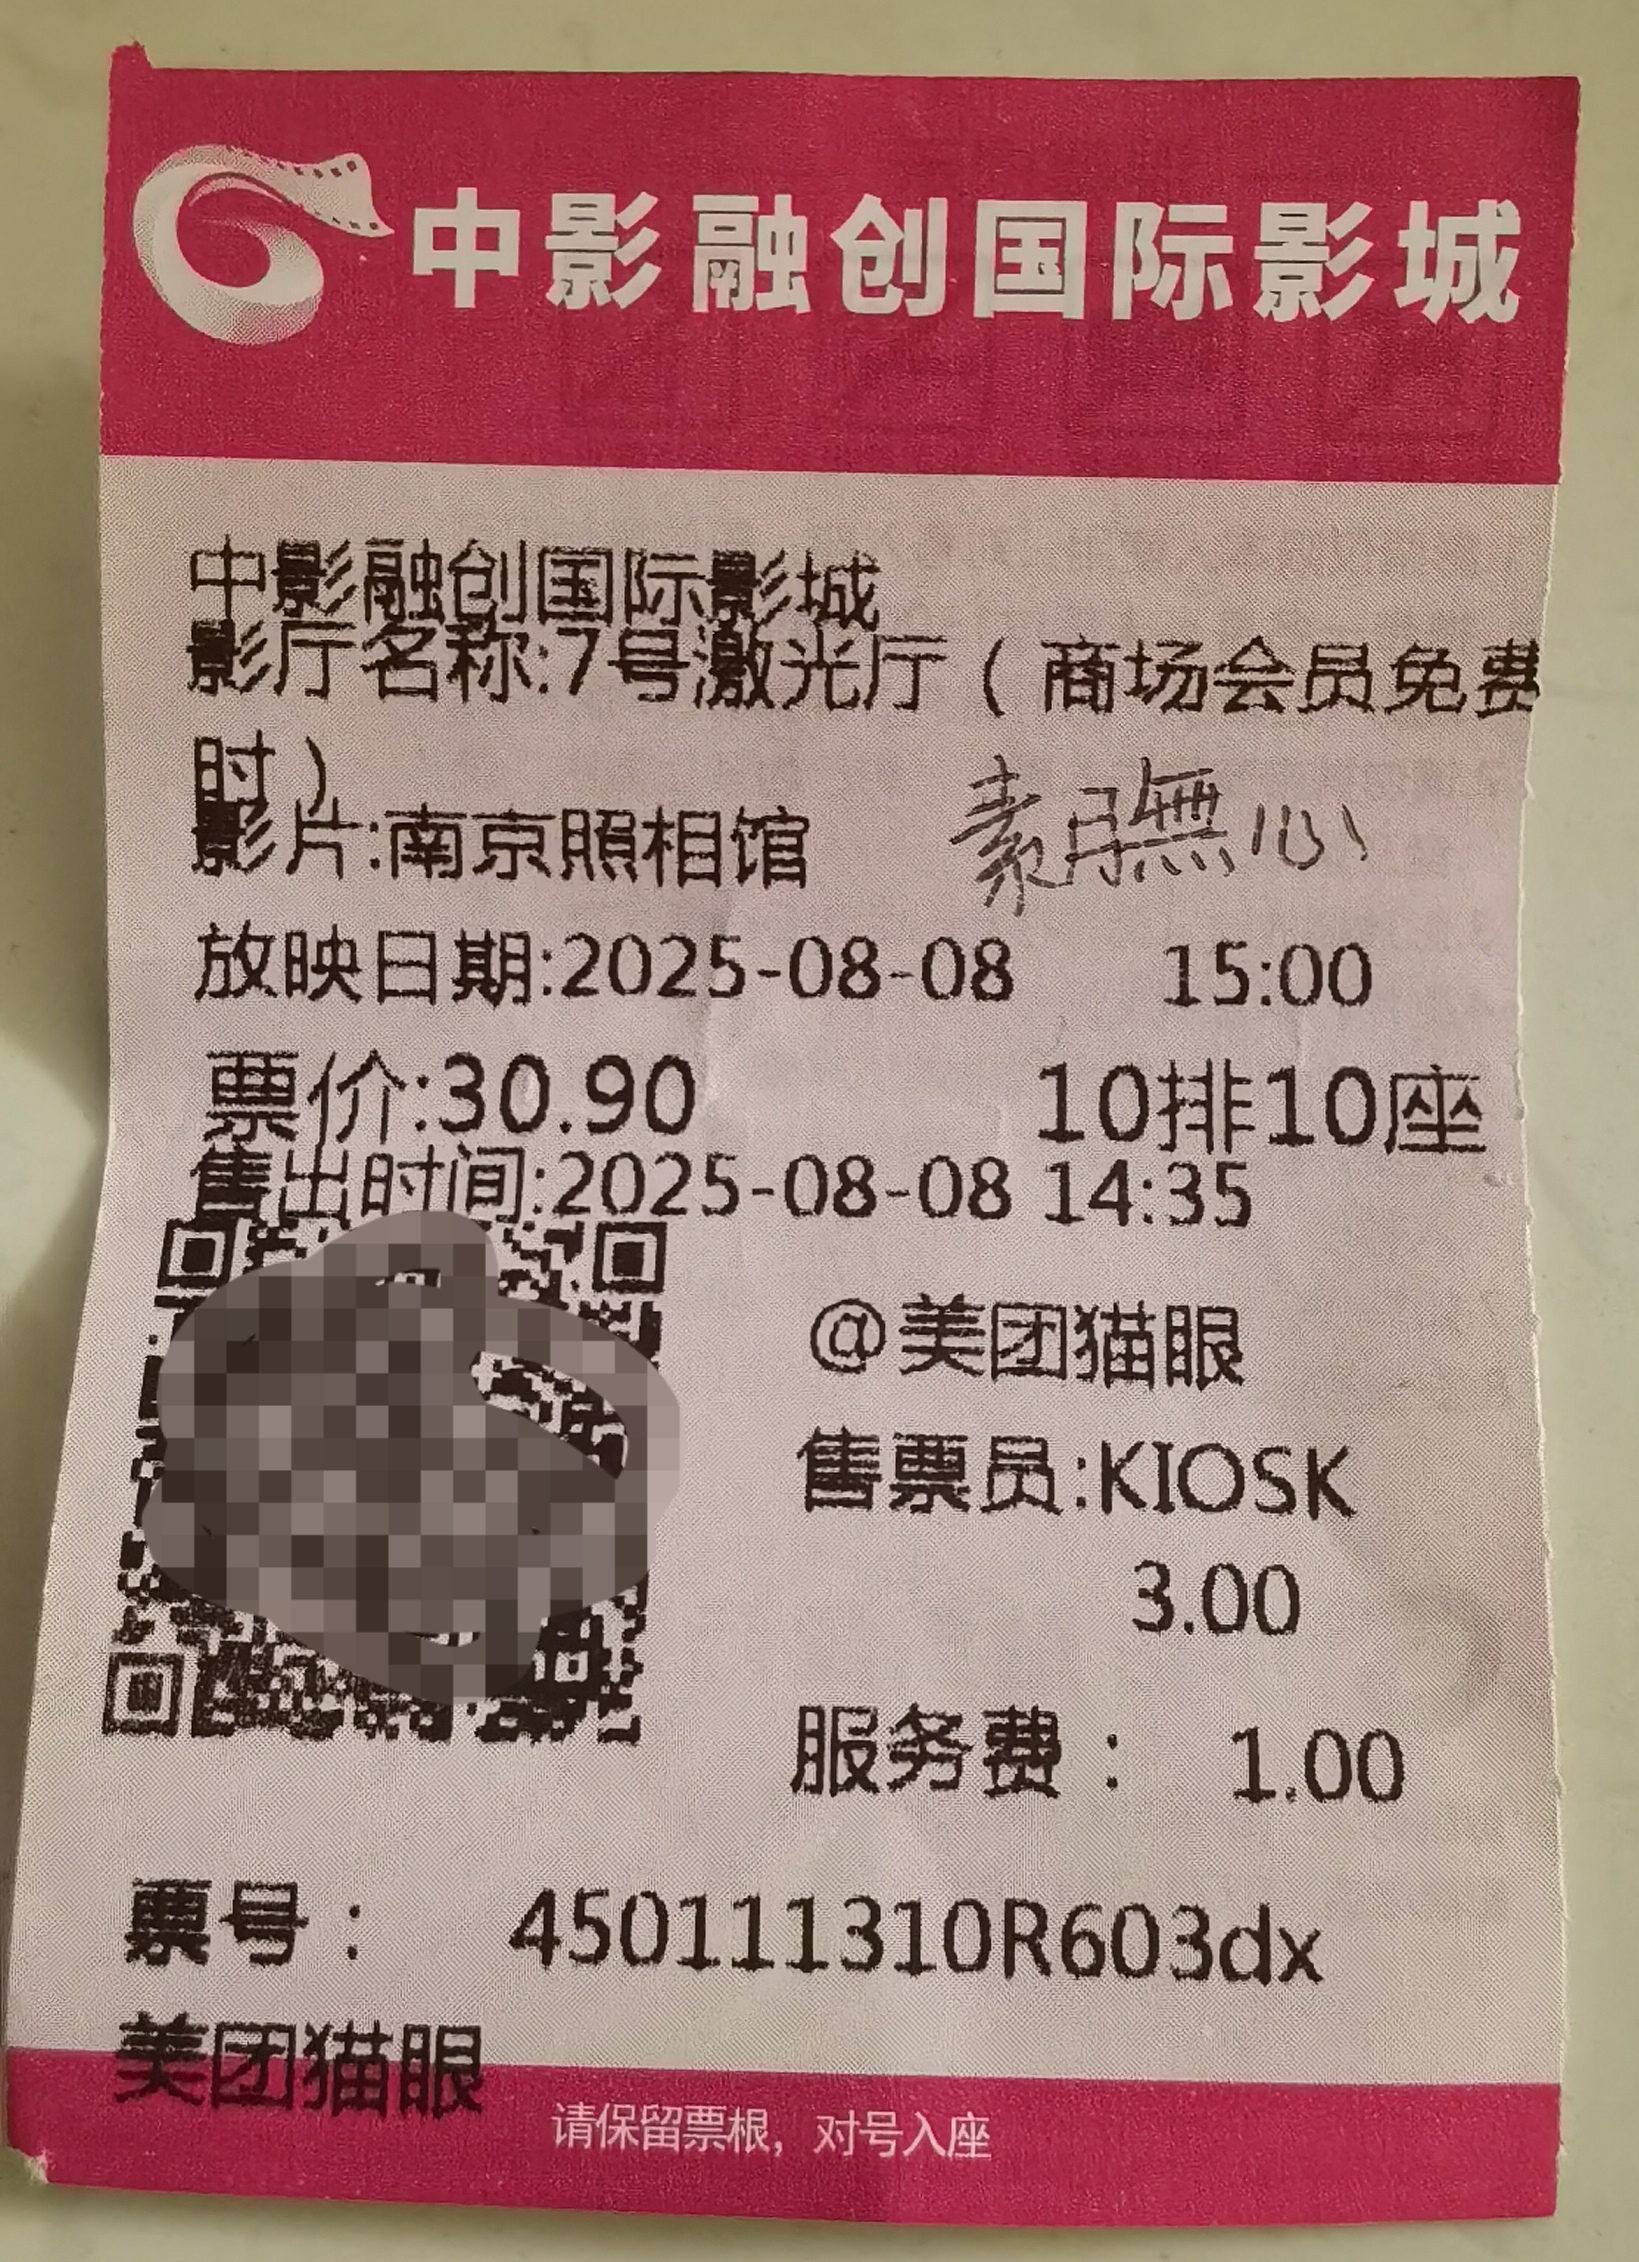 中影融创国际影城
中影融创国际影城
影厅名称:7号激光厅(商场会员免费
时)
影片:南京照相馆
無心
放映日期:2025-08-08 15:00
票价:30.90 10排10座
售出时间:2025-08-08 14:35
@美团猫眼
售票员:KIOSK
3.00
服务费: 1.00
票号: 450111310R603dx
美团猫眼
请保留票根，对号入座